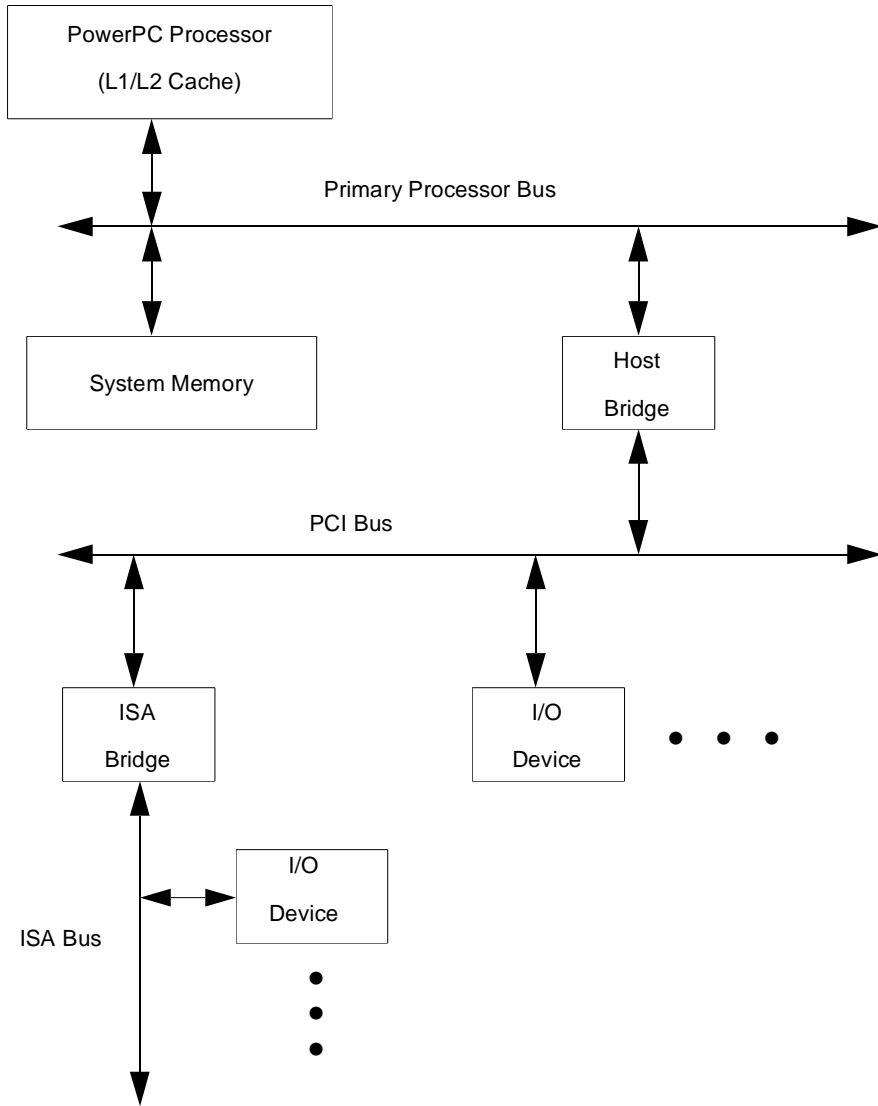 PowerPC Processor
(L1/L2 Cache)
Primary Processor Bus
System Memory
Host
Bridge
PCI Bus
ISA
Bridge
I/O
Device
I/O
Device
ISA Bus